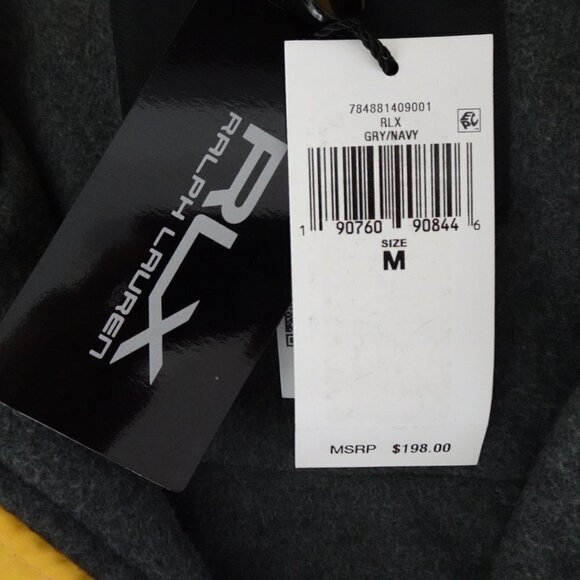 RLX
RALPH LAUREN
784881409001
RLX
GRY/NAVY
1 90760 90844 6
SIZE
M
MSRP $198.00